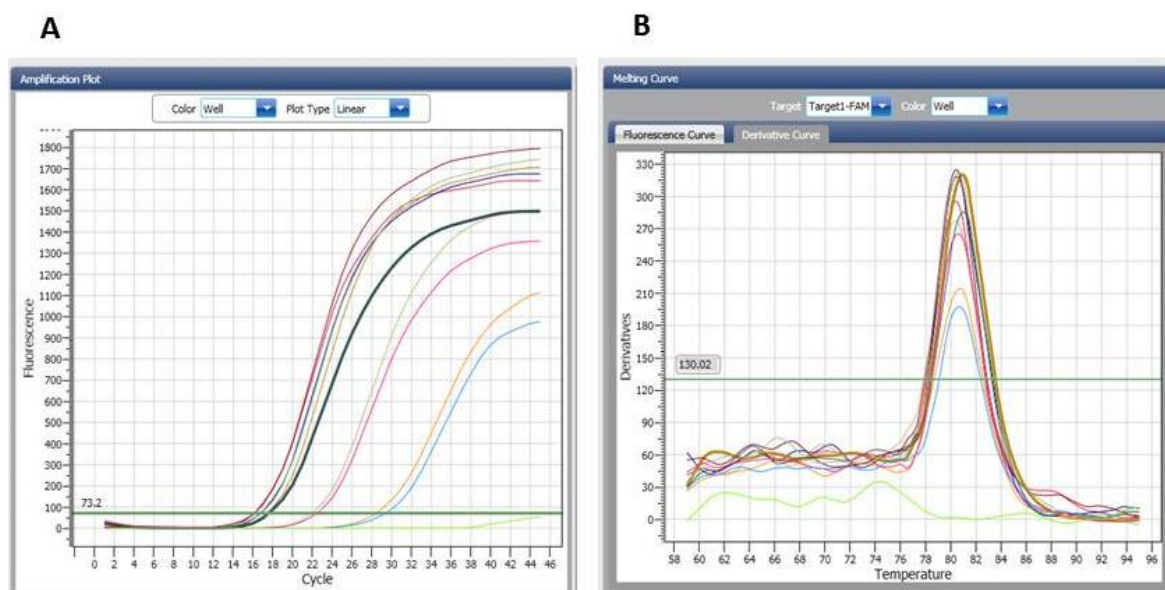 A
B
Amplification Plot
Color Well Plot Type Linear
1800
1700
1600
1500
1400
1300
1200
1100
1000
900
800
700
600
500
400
300
200
100
0
73.2
Fluorescence
0 2 4 6 8 10 12 14 16 18 20 22 24 26 28 30 32 34 36 38 40 42 44 46
Cycle
Melting Curve
Target Target1-FAM Color Well
Fluorescence Curve Derivative Curve
330
300
270
240
210
180
150
120
90
60
30
0
130.02
Derivatives
58 60 62 64 66 68 70 72 74 76 78 80 82 84 86 88 90 92 94 96
Temperature